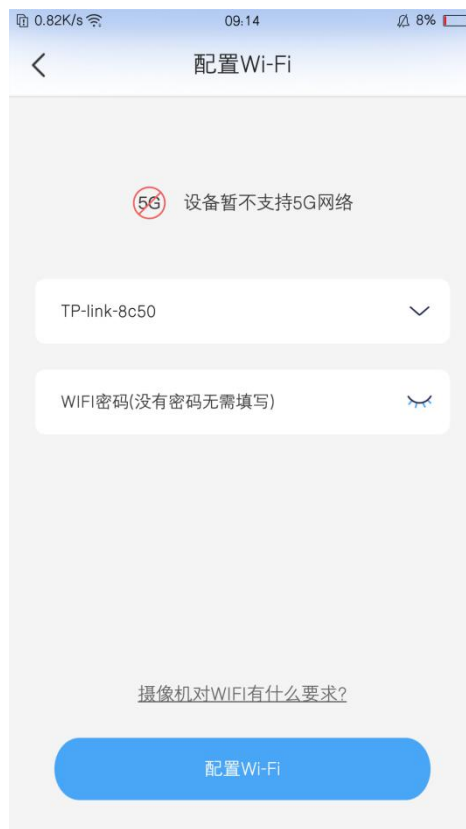 0.82K/s 09:14 8%
配置Wi-Fi
5G 设备暂不支持5G网络
TP-link-8c50
WIFI密码(没有密码无需填写)
摄像机对WIFI有什么要求?
配置Wi-Fi